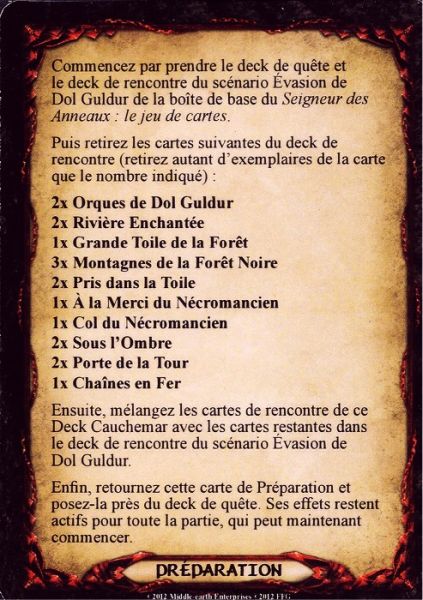 Commencez par prendre le deck de quête et
le deck de rencontre du scénario Évasion de
Dol Guldur de la boîte de base du Seigneur des
Anneaux : le jeu de cartes.
Puis retirez les cartes suivantes du deck de
rencontre (retirez autant d'exemplaires de la carte
que le nombre indiqué) :
2x Orques de Dol Guldur
2x Rivière Enchantée
1x Grande Toile de la Forêt
3x Montagnes de la Forêt Noire
2x Pris dans la Toile
1x À la Merci du Nécromancien
1x Col du Nécromancien
2x Sous l'Ombre
2x Porte de la Tour
1x Chaînes en Fer
Ensuite, mélangez les cartes de rencontre de ce
Deck Cauchemar avec les cartes restantes dans
le deck de rencontre du scénario Évasion de
Dol Guldur.
Enfin, retournez cette carte de Préparation et
posez-la près du deck de quête. Ses effets restent
actifs pour toute la partie, qui peut maintenant
commencer.
PRÉPARATION
• 2012 Middle-earth Enterprises • 2012 FFG